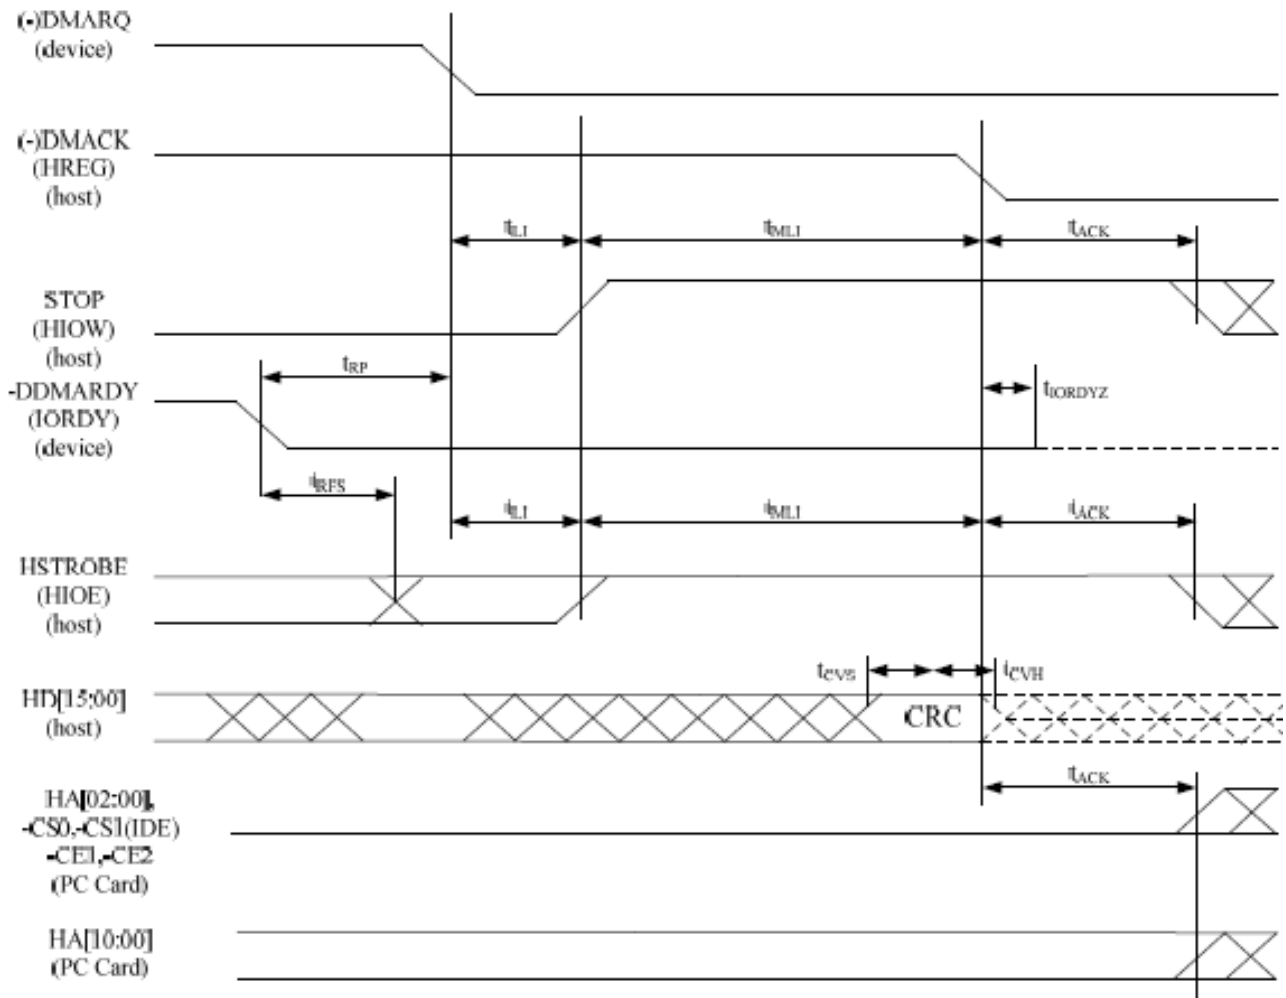 (-)DMARQ
(device)
(-)DMACK
(HREG)
(host)
tLI tMLI tACK
STOP
(HIOW)
(host)
tRP
-DDMARDY
(IORDY)
(device)
tIORDYZ
tRFS
tLI tMLI tACK
HSTROBE
(HIOE)
(host)
tCVS tCVH
HD[15:00]
(host)
CRC
tACK
HA[02:00],
-CS0,-CS1(IDE)
-CE1,-CE2
(PC Card)
HA[10:00]
(PC Card)